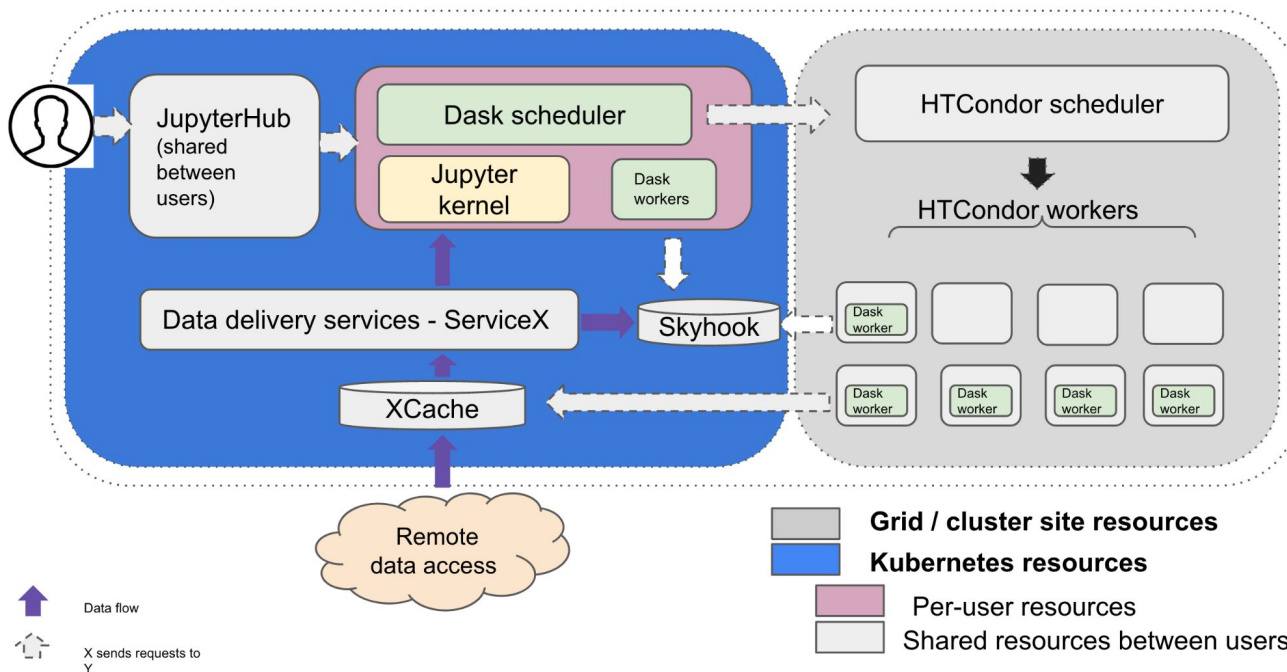 JupyterHub
(shared
between
users)
Dask scheduler
Jupyter
kernel
Dask
workers
HTCondor scheduler
HTCondor workers
Data delivery services - ServiceX
Skyhook
XCache
Dask
worker
Dask
worker
Dask
worker
Dask
worker
Dask
worker
Remote
data access
Grid / cluster site resources
Kubernetes resources
Per-user resources
Shared resources between users
Data flow
X sends requests to
Y